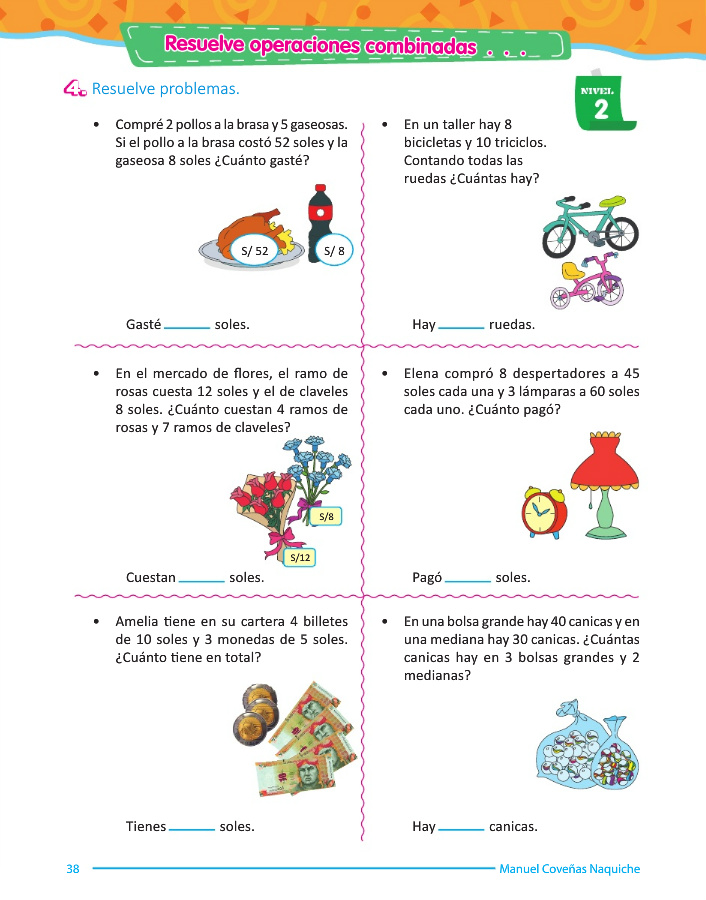 Resuelve operaciones combinadas . . .
4. Resuelve problemas.
NIVEL
2
• Compré 2 pollos a la brasa y 5 gaseosas.
Si el pollo a la brasa costó 52 soles y la
gaseosa 8 soles ¿Cuánto gasté?
S/ 52
S/ 8
Gasté ______ soles.
• En un taller hay 8
bicicletas y 10 triciclos.
Contando todas las
ruedas ¿Cuántas hay?
Hay ______ ruedas.
• En el mercado de flores, el ramo de
rosas cuesta 12 soles y el de claveles
8 soles. ¿Cuánto cuestan 4 ramos de
rosas y 7 ramos de claveles?
S/8
S/12
Cuestan ______ soles.
• Elena compró 8 despertadores a 45
soles cada una y 3 lámparas a 60 soles
cada uno. ¿Cuánto pagó?
Pagó ______ soles.
• Amelia tiene en su cartera 4 billetes
de 10 soles y 3 monedas de 5 soles.
¿Cuánto tiene en total?
Tienes ______ soles.
• En una bolsa grande hay 40 canicas y en
una mediana hay 30 canicas. ¿Cuántas
canicas hay en 3 bolsas grandes y 2
medianas?
Hay ______ canicas.
38
Manuel Coveñas Naquiche